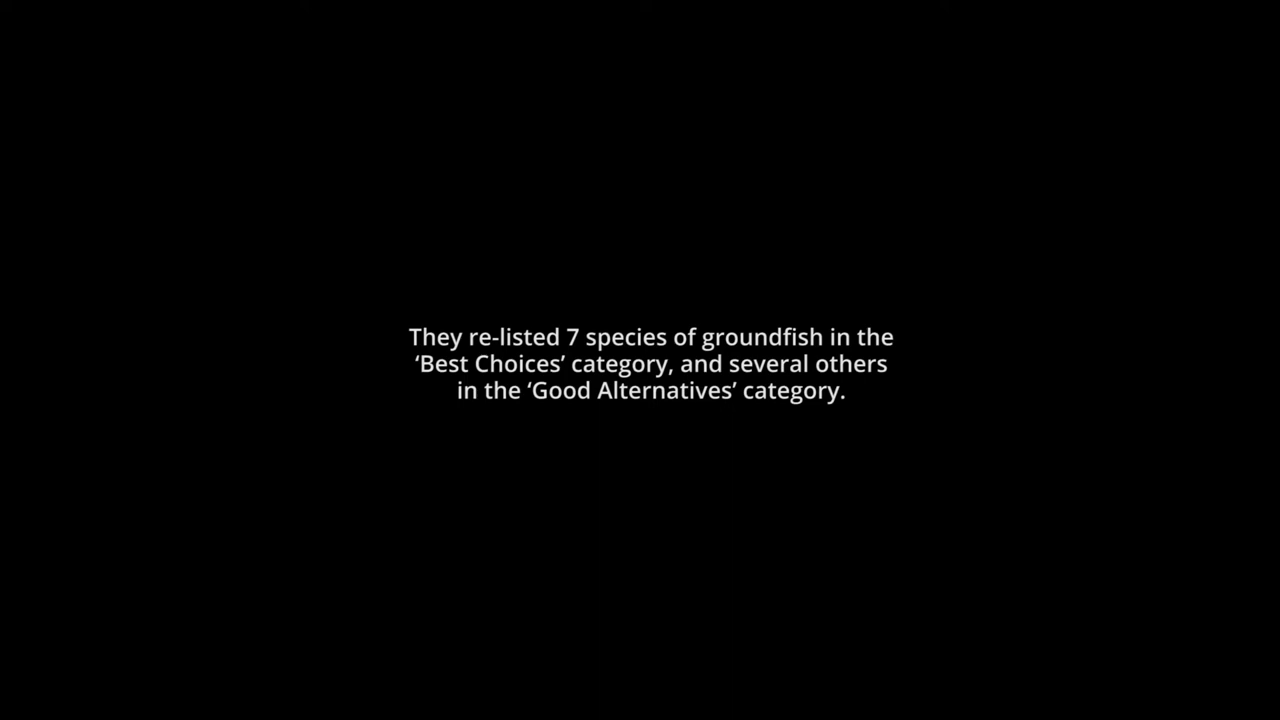 They re-listed 7 species of groundfish in the
‘Best Choices’ category, and several others
in the ‘Good Alternatives’ category.